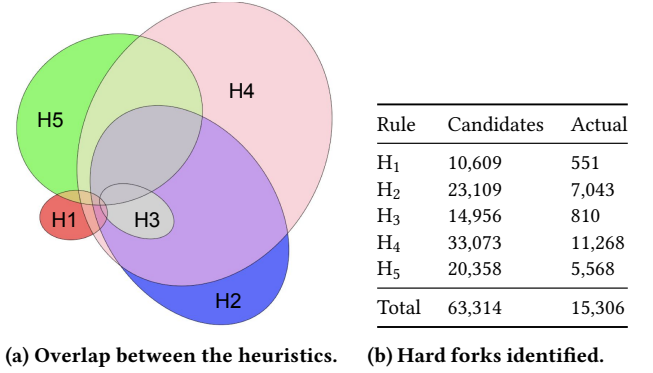 H4
H5
H1
H3
H2
(a) Overlap between the heuristics.
Rule Candidates Actual
H₁ 10,609 551
H₂ 23,109 7,043
H₃ 14,956 810
H₄ 33,073 11,268
H₅ 20,358 5,568
Total 63,314 15,306
(b) Hard forks identified.